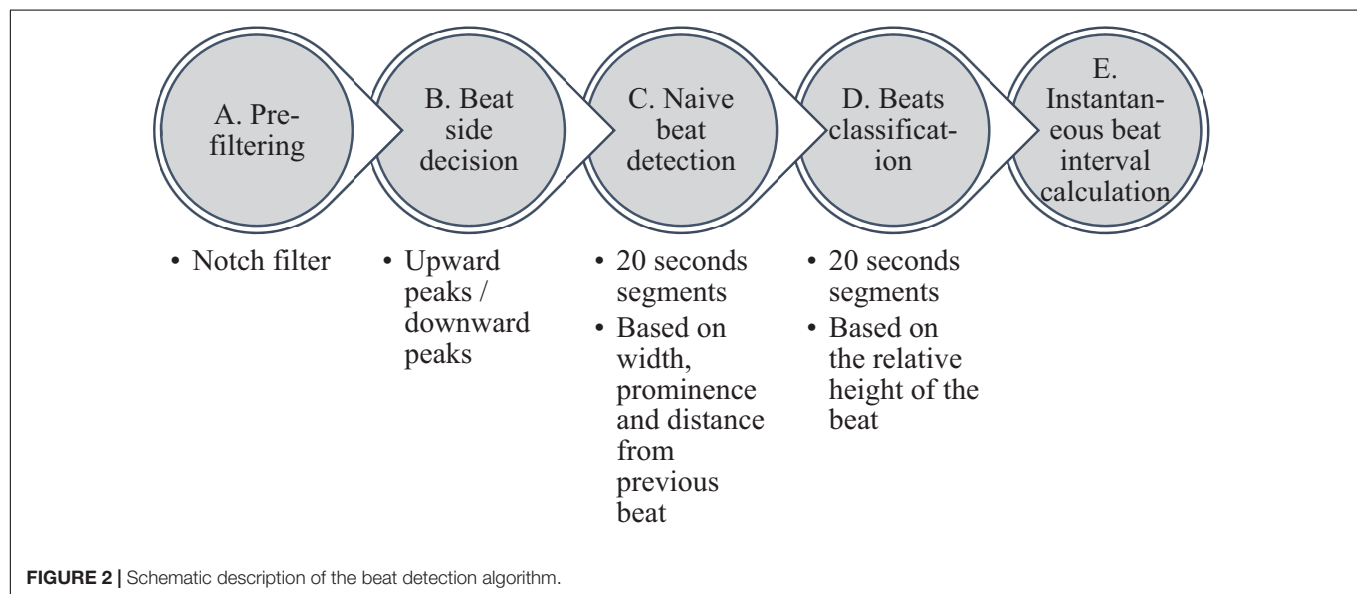 A. Pre-
filtering
B. Beat
side
decision
C. Naive
beat
detection
D. Beats
classificat-
ion
E.
Instantan-
eous beat
interval
calculation
• Notch filter
• Upward
peaks /
downward
peaks
• 20 seconds
segments
• Based on
width,
prominence
and distance
from
previous
beat
• 20 seconds
segments
• Based on
the relative
height of the
beat
FIGURE 2 | Schematic description of the beat detection algorithm.